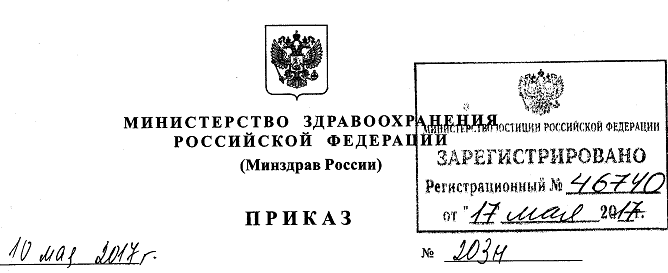 МИНИСТЕРСТВО ЗДРАВООХРАНЕНИЯ
РОССИЙСКОЙ ФЕДЕРАЦИИ
(Минздрав России)
ПРИКАЗ
МИНИСТЕРСТВО ЮСТИЦИИ РОССИЙСКОЙ ФЕДЕРАЦИИ
ЗАРЕГИСТРИРОВАНО
Регистрационный № 46740
от "17 мая 2017.
10 мая 2017г.
№ 203н